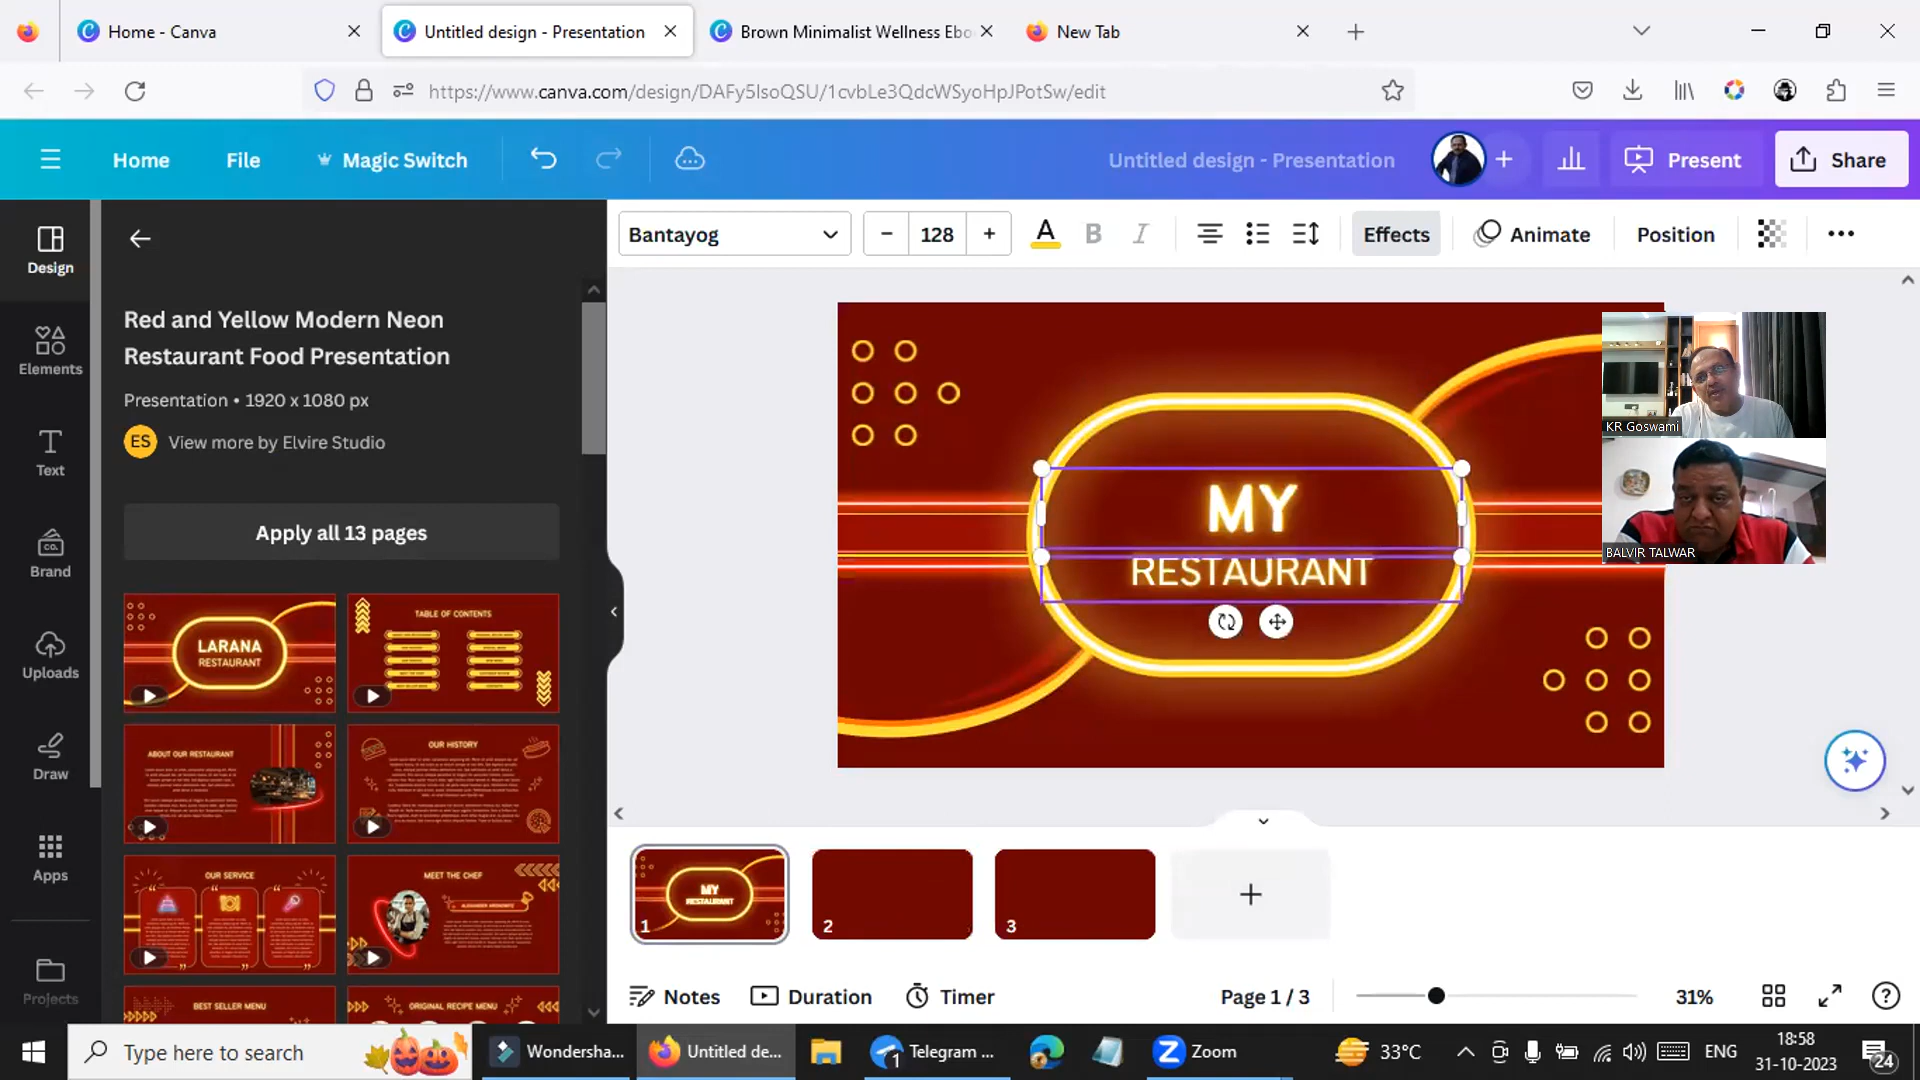 Home - Canva
Untitled design - Presentation
Brown Minimalist Wellness Ebo
New Tab
https://www.canva.com/design/DAFy5IsoQSU/1cvbLe3QdcWSyoHpJPotSw/edit
Home
File
Magic Switch
Untitled design - Presentation
Present
Share
Design
Elements
Text
Brand
Uploads
Draw
Apps
Projects
Red and Yellow Modern Neon
Restaurant Food Presentation
Presentation • 1920 x 1080 px
ES
View more by Elvire Studio
Apply all 13 pages
LARANA
RESTAURANT
TABLE OF CONTENTS
ABOUT OUR RESTAURANT
OUR HISTORY
OUR SERVICE
MEET THE CHEF
BEST SELLER MENU
ORIGINAL RECIPE MENU
Bantayog
128
A
B
I
Effects
Animate
Position
MY
RESTAURANT
KR Goswami
BALVIR TALWAR
MY
RESTAURANT
1
2
3
Notes
Duration
Timer
Page 1 / 3
31%
Type here to search
Wondersha...
Untitled de...
1
Telegram ...
Zoom
33°C
ENG
18:58
31-10-2023
24